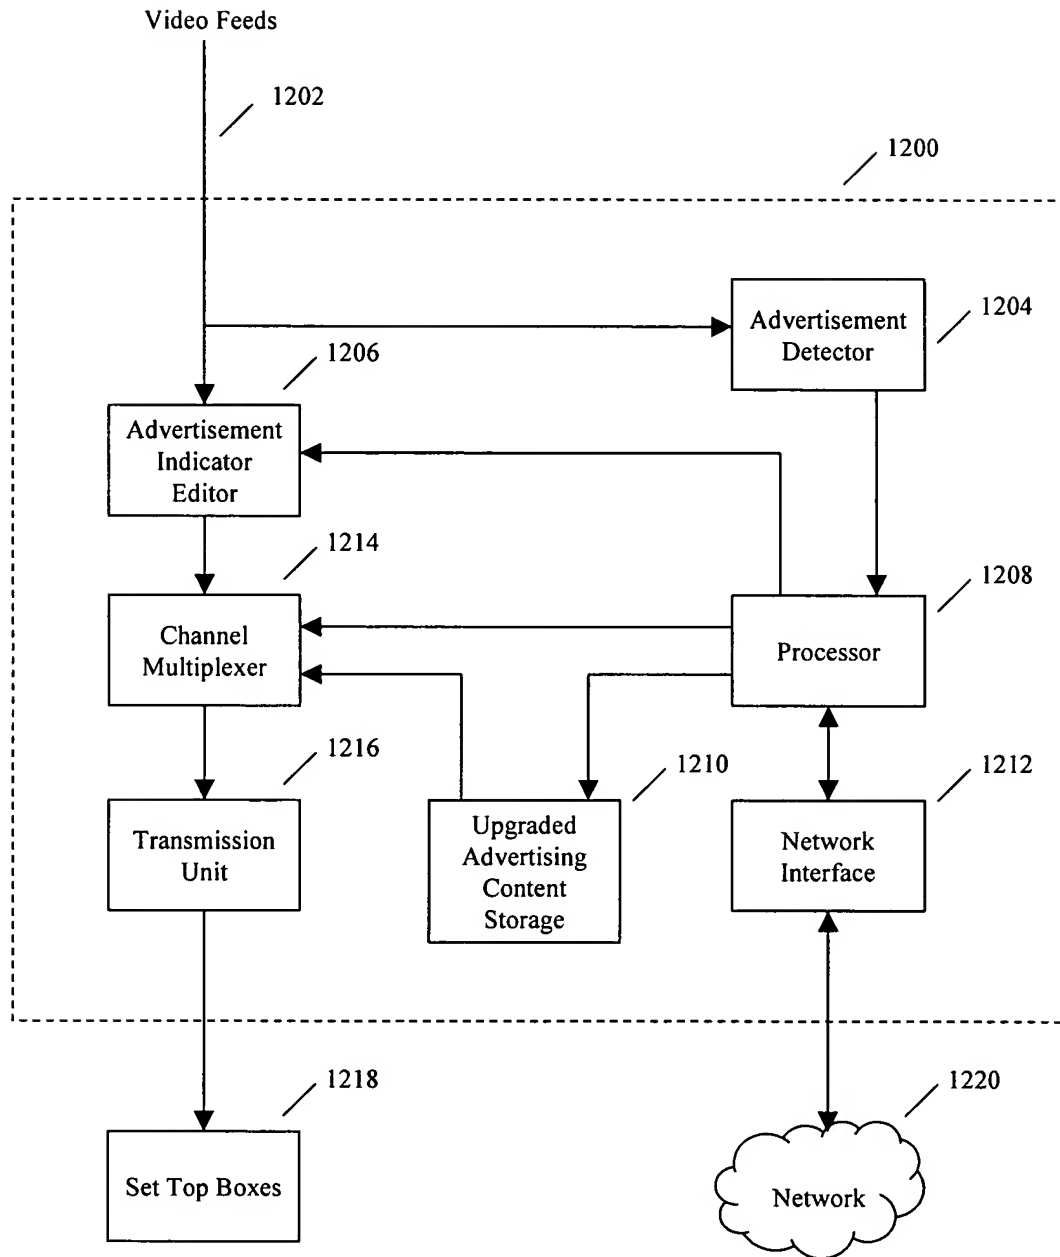 Video Feeds
1202
1200
Advertisement
Detector
1204
1206
Advertisement
Indicator
Editor
1214
Channel
Multiplexer
1208
Processor
1216
Transmission
Unit
1210
Upgraded
Advertising
Content
Storage
1212
Network
Interface
1218
Set Top Boxes
1220
Network